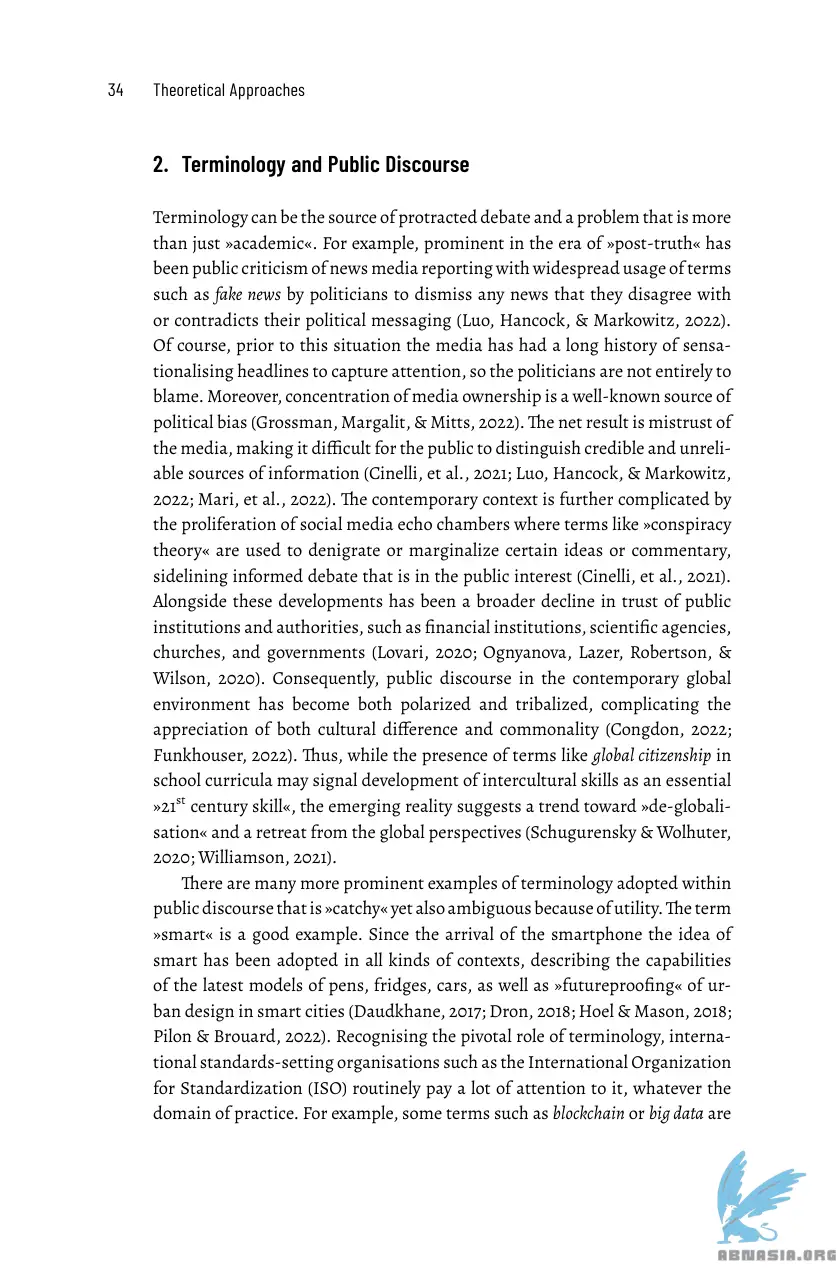 34 Theoretical Approaches
2. Terminology and Public Discourse
Terminology can be the source of protracted debate and a problem that is more
than just »academic«. For example, prominent in the era of »post-truth« has
been public criticism of news media reporting with widespread usage of terms
such as fake news by politicians to dismiss any news that they disagree with
or contradicts their political messaging (Luo, Hancock, & Markowitz, 2022).
Of course, prior to this situation the media has had a long history of sensa-
tionalising headlines to capture attention, so the politicians are not entirely to
blame. Moreover, concentration of media ownership is a well-known source of
political bias (Grossman, Margalit, & Mitts, 2022). The net result is mistrust of
the media, making it difficult for the public to distinguish credible and unreli-
able sources of information (Cinelli, et al., 2021; Luo, Hancock, & Markowitz,
2022; Mari, et al., 2022). The contemporary context is further complicated by
the proliferation of social media echo chambers where terms like »conspiracy
theory« are used to denigrate or marginalize certain ideas or commentary,
sidelining informed debate that is in the public interest (Cinelli, et al., 2021).
Alongside these developments has been a broader decline in trust of public
institutions and authorities, such as financial institutions, scientific agencies,
churches, and governments (Lovari, 2020; Ognyanova, Lazer, Robertson, &
Wilson, 2020). Consequently, public discourse in the contemporary global
environment has become both polarized and tribalized, complicating the
appreciation of both cultural difference and commonality (Congdon, 2022;
Funkhouser, 2022). Thus, while the presence of terms like global citizenship in
school curricula may signal development of intercultural skills as an essential
»21st century skill«, the emerging reality suggests a trend toward »de-globali-
sation« and a retreat from the global perspectives (Schugurensky & Wolhuter,
2020; Williamson, 2021).
There are many more prominent examples of terminology adopted within
public discourse that is »catchy« yet also ambiguous because of utility. The term
»smart« is a good example. Since the arrival of the smartphone the idea of
smart has been adopted in all kinds of contexts, describing the capabilities
of the latest models of pens, fridges, cars, as well as »futureproofing« of ur-
ban design in smart cities (Daudkhane, 2017; Dron, 2018; Hoel & Mason, 2018;
Pilon & Brouard, 2022). Recognising the pivotal role of terminology, interna-
tional standards-setting organisations such as the International Organization
for Standardization (ISO) routinely pay a lot of attention to it, whatever the
domain of practice. For example, some terms such as blockchain or big data are
ABNASIA.ORG